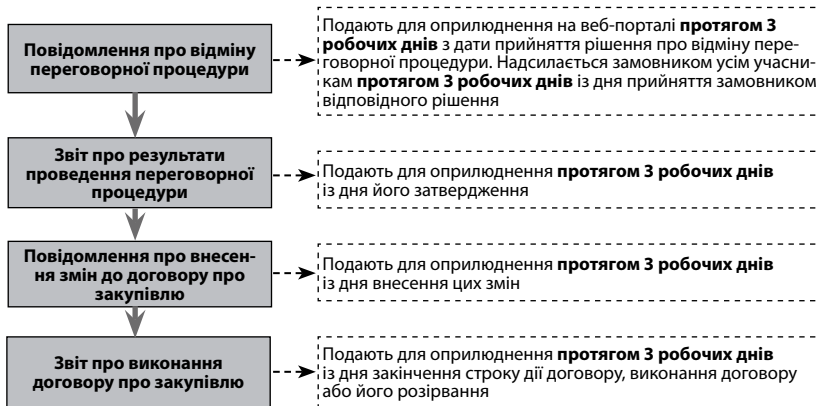 Повідомлення про відміну
переговорної процедури
Подають для оприлюднення на веб-порталі протягом 3
робочих днів з дати прийняття рішення про відміну пере-
говорної процедури. Надсилається замовником усім учасни-
кам протягом 3 робочих днів із дня прийняття замовником
відповідного рішення
Звіт про результати
проведення переговорної
процедури
Подають для оприлюднення протягом 3 робочих днів
із дня його затвердження
Повідомлення про внесен-
ня змін до договору про
закупівлю
Подають для оприлюднення протягом 3 робочих днів
із дня внесення цих змін
Звіт про виконання
договору про закупівлю
Подають для оприлюднення протягом 3 робочих днів
із дня закінчення строку дії договору, виконання договору
або його розірвання